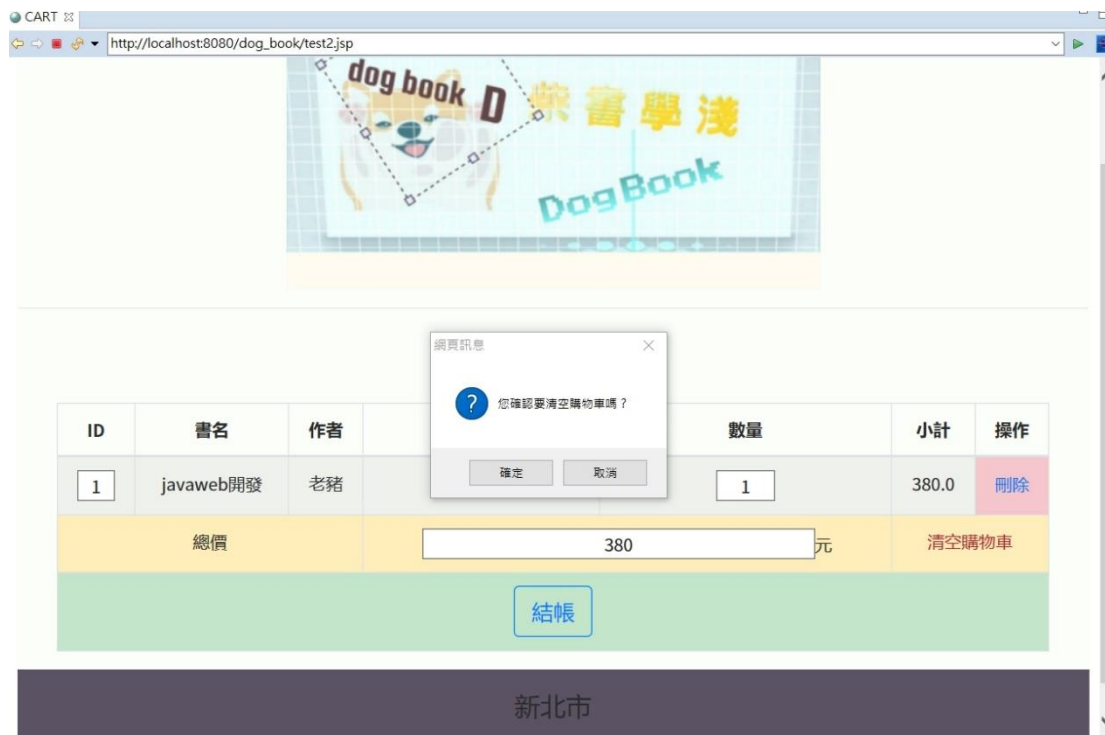 CART
http://localhost:8080/dog_book/test2.jsp
dog book D
柴書學淺
DogBook
網頁訊息
您確認要清空購物車嗎？
確定 取消
ID 書名 作者 數量 小計 操作
1 javaweb開發 老豬 1 380.0 刪除
總價 380 元 清空購物車
結帳
新北市